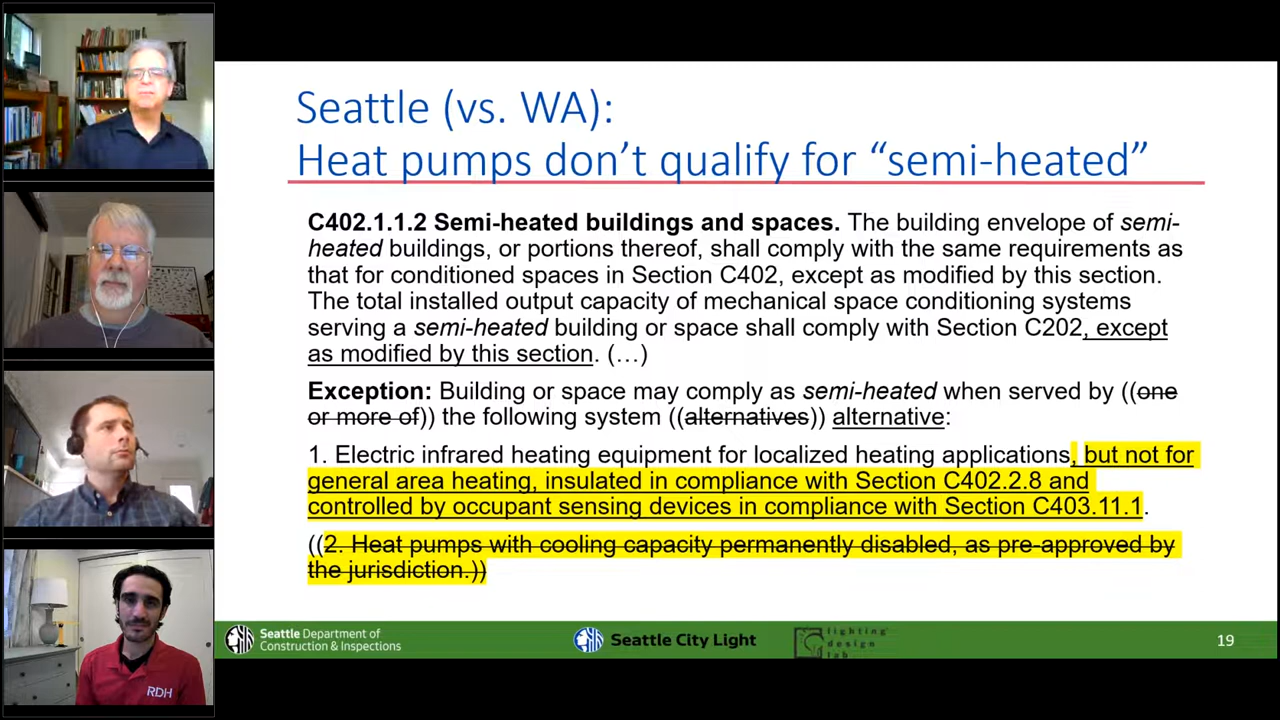 Seattle (vs. WA):
Heat pumps don’t qualify for “semi-heated”
C402.1.1.2 Semi-heated buildings and spaces. The building envelope of semi-
heated buildings, or portions thereof, shall comply with the same requirements as
that for conditioned spaces in Section C402, except as modified by this section.
The total installed output capacity of mechanical space conditioning systems
serving a semi-heated building or space shall comply with Section C202, except
as modified by this section. (…)
Exception: Building or space may comply as semi-heated when served by ((one
or more of)) the following system ((alternatives)) alternative:
1. Electric infrared heating equipment for localized heating applications, but not for
general area heating, insulated in compliance with Section C402.2.8 and
controlled by occupant sensing devices in compliance with Section C403.11.1.
((2. Heat pumps with cooling capacity permanently disabled, as pre-approved by
the jurisdiction.))
Seattle Department of
Construction & Inspections
Seattle City Light
lighting
design
lab
19
RDH